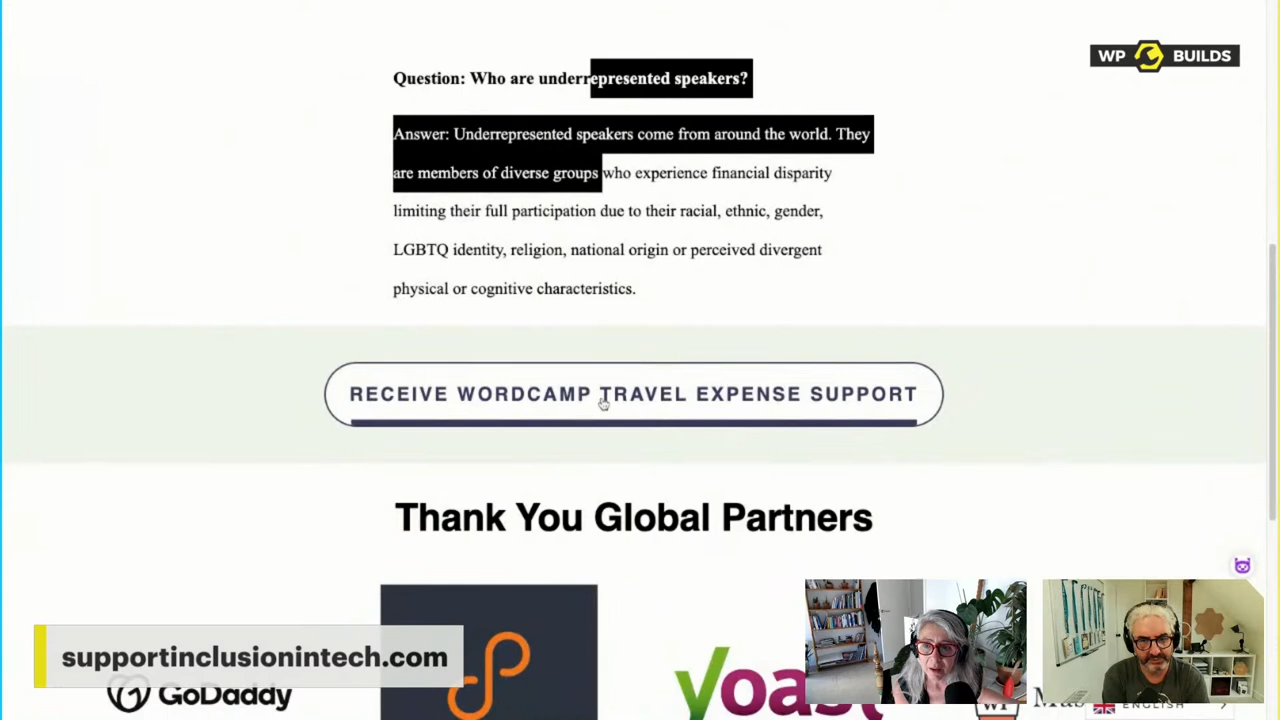 WP BUILDS
Question: Who are underrepresented speakers?
Answer: Underrepresented speakers come from around the world. They
are members of diverse groups who experience financial disparity
limiting their full participation due to their racial, ethnic, gender,
LGBTQ identity, religion, national origin or perceived divergent
physical or cognitive characteristics.
RECEIVE WORDCAMP TRAVEL EXPENSE SUPPORT
Thank You Global Partners
supportinclusionintech.com
GoDaddy
yoast
WP
ENGLISH